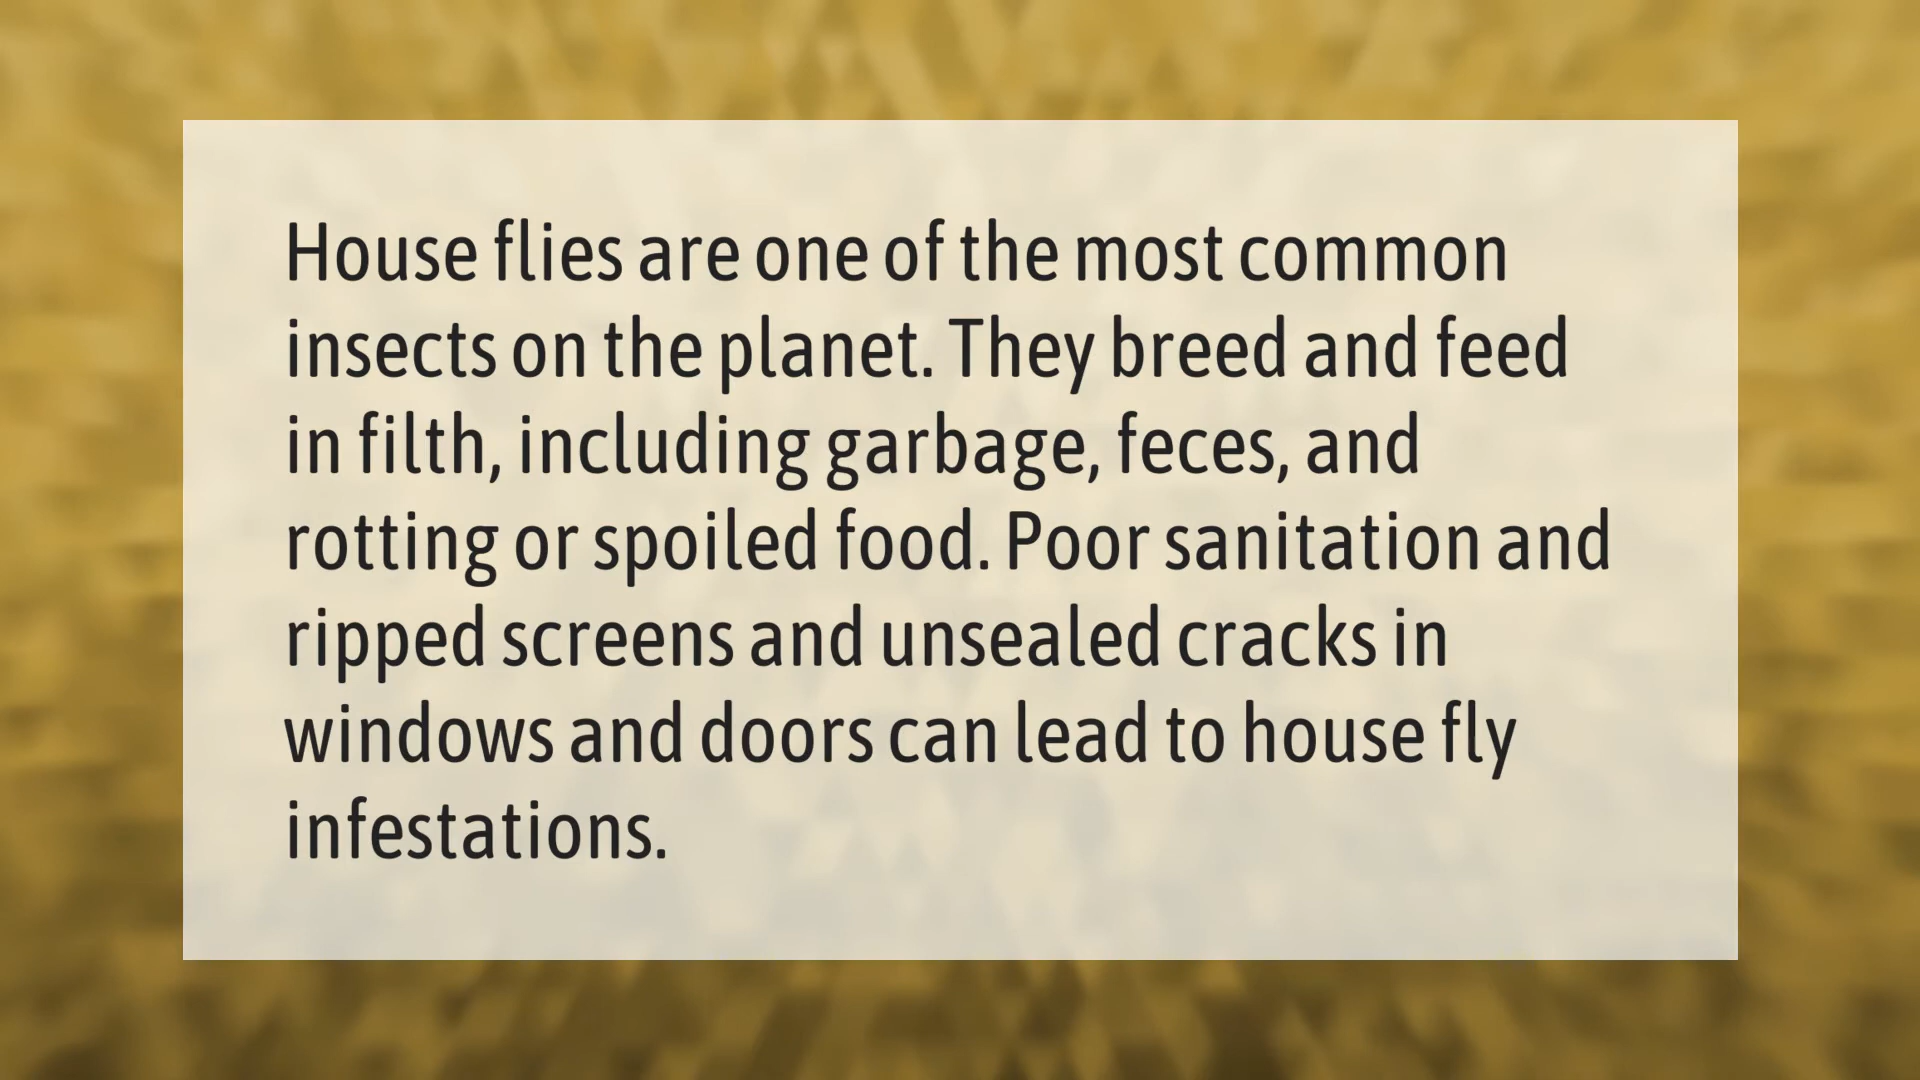 House flies are one of the most common
insects on the planet. They breed and feed
in filth, including garbage, feces, and
rotting or spoiled food. Poor sanitation and
ripped screens and unsealed cracks in
windows and doors can lead to house fly
infestations.